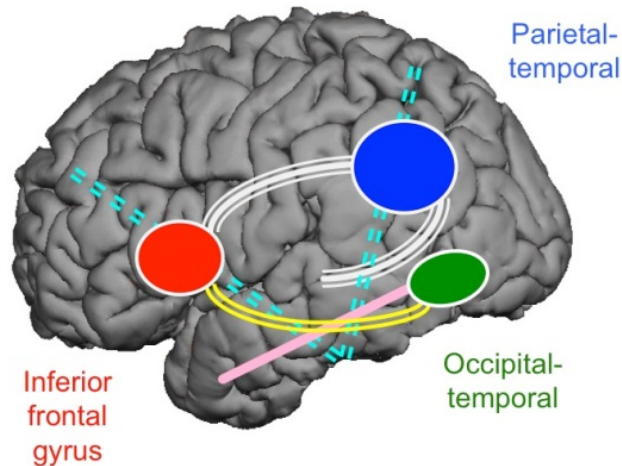 Parietal-
temporal
Inferior
frontal
gyrus
Occipital-
temporal